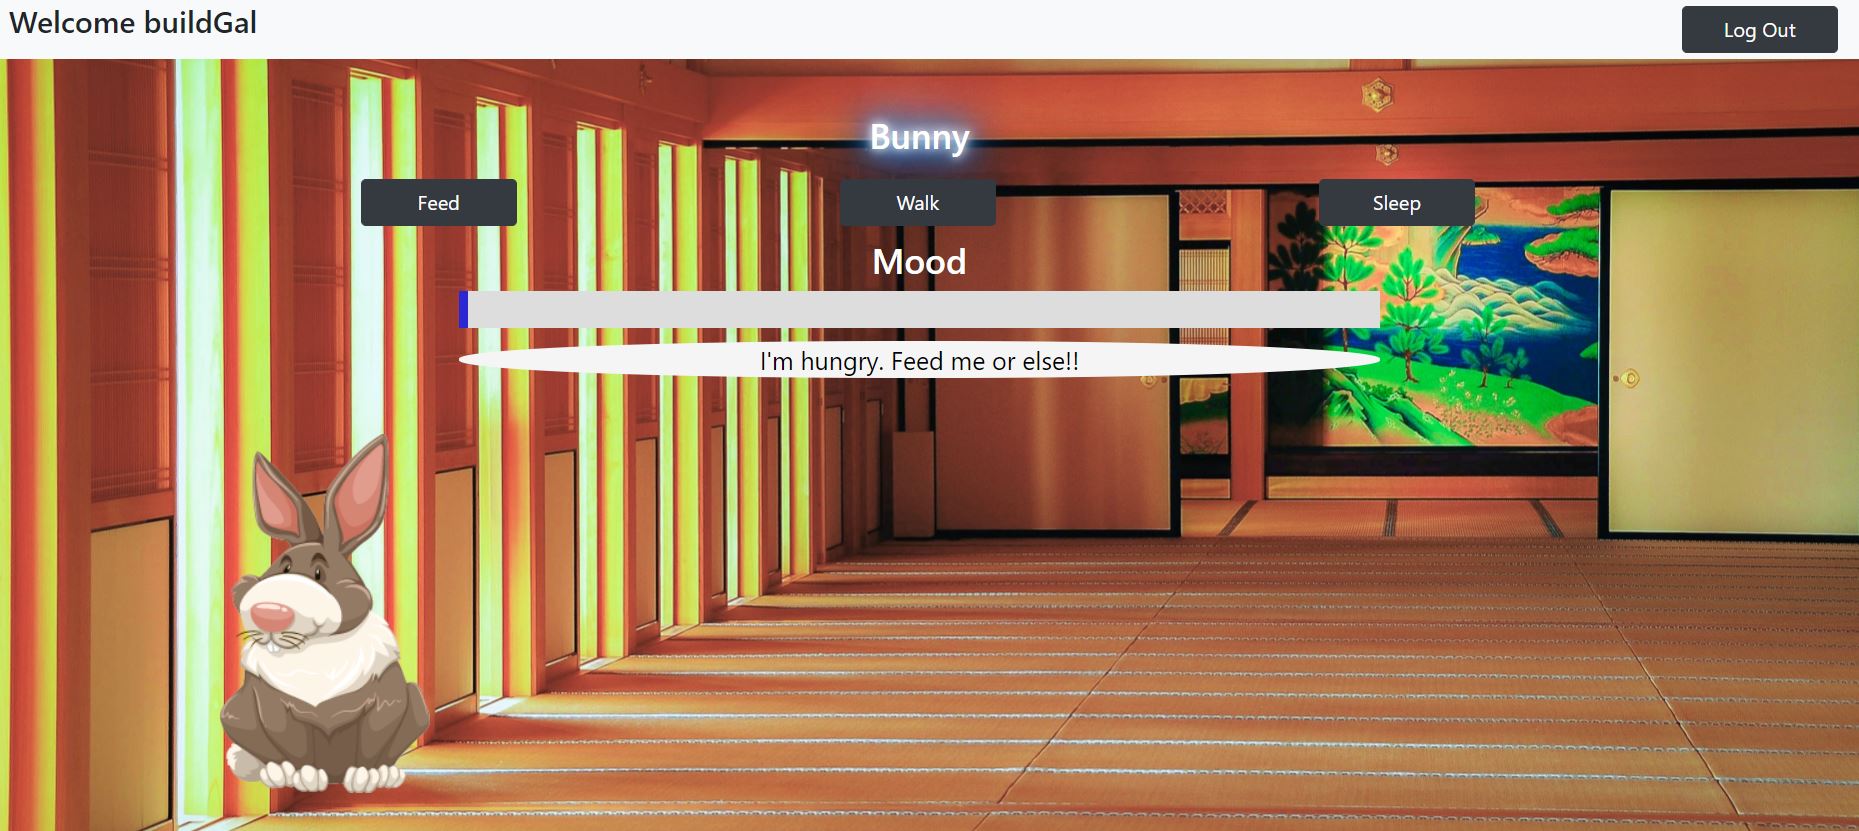 Welcome buildGal
Log Out
Bunny
Feed
Walk
Sleep
Mood
I'm hungry. Feed me or else!!